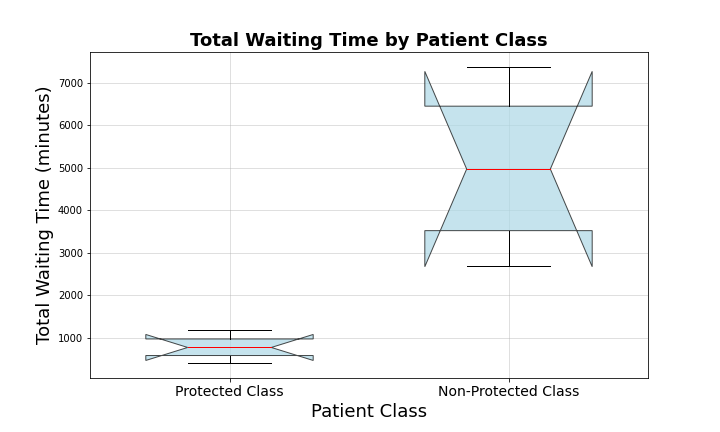 Total Waiting Time by Patient Class
Total Waiting Time (minutes)
7000
6000
5000
4000
3000
2000
1000
Protected Class
Non-Protected Class
Patient Class